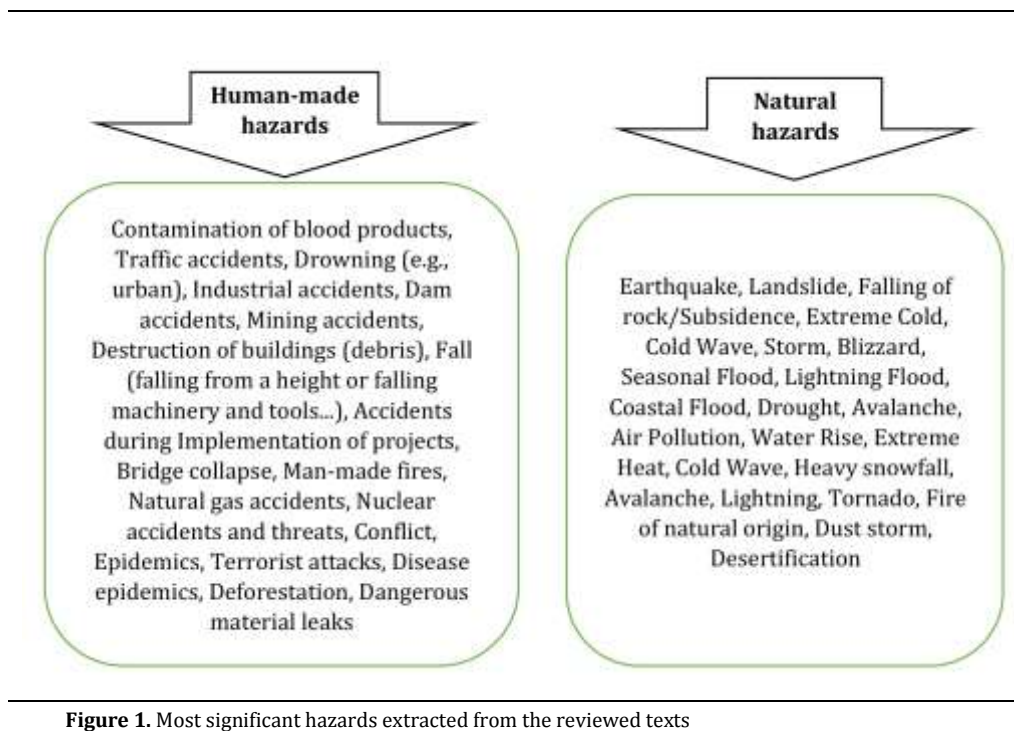 Human-made
hazards
Contamination of blood products,
Traffic accidents, Drowning (e.g.,
urban), Industrial accidents, Dam
accidents, Mining accidents,
Destruction of buildings (debris), Fall
(falling from a height or falling
machinery and tools...), Accidents
during Implementation of projects,
Bridge collapse, Man-made fires,
Natural gas accidents, Nuclear
accidents and threats, Conflict,
Epidemics, Terrorist attacks, Disease
epidemics, Deforestation, Dangerous
material leaks
Natural
hazards
Earthquake, Landslide, Falling of
rock/Subsidence, Extreme Cold,
Cold Wave, Storm, Blizzard,
Seasonal Flood, Lightning Flood,
Coastal Flood, Drought, Avalanche,
Air Pollution, Water Rise, Extreme
Heat, Cold Wave, Heavy snowfall,
Avalanche, Lightning, Tornado, Fire
of natural origin, Dust storm,
Desertification
Figure 1. Most significant hazards extracted from the reviewed texts